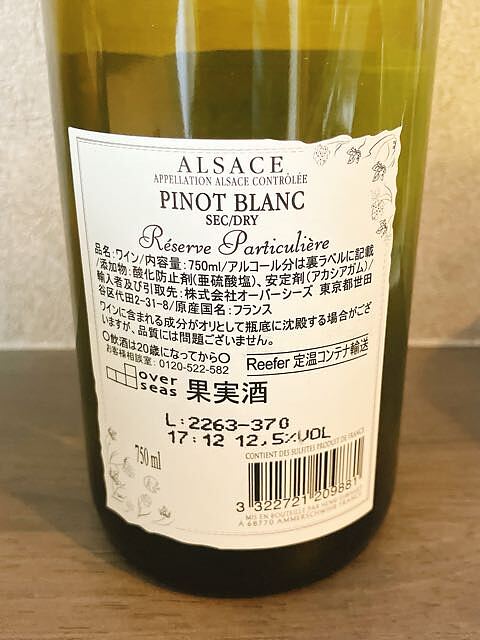 ALSACE
APPELLATION ALSACE CONTRÔLÉE
PINOT BLANC
SEC/DRY
Réserve Particulière
品名:ワイン/内容量:750ml/アルコール分は裏ラベルに記載
/添加物:酸化防止剤(亜硫酸塩)、安定剤(アカシアガム)/
輸入者及び引取先:株式会社オーバーシーズ 東京都世田
谷区代田2-31-8/原産国名:フランス
ワインに含まれる成分がオリとして瓶底に沈殿する場合がござ
いますが、品質には問題ございません。
〇飲酒は20歳になってから〇
お客様相談室:0120-522-582
Reefer 定温コンテナ輸送
over
seas 果実酒
L:2263-370
17:12 12,5%VOL
750 ml
CONTIENT DES SULFITES PRODUIT DE FRANCE
3 322721 209881
MIS EN BOUTEILLE PAR
A 68770 AMMERSCHWIHR FRANCE